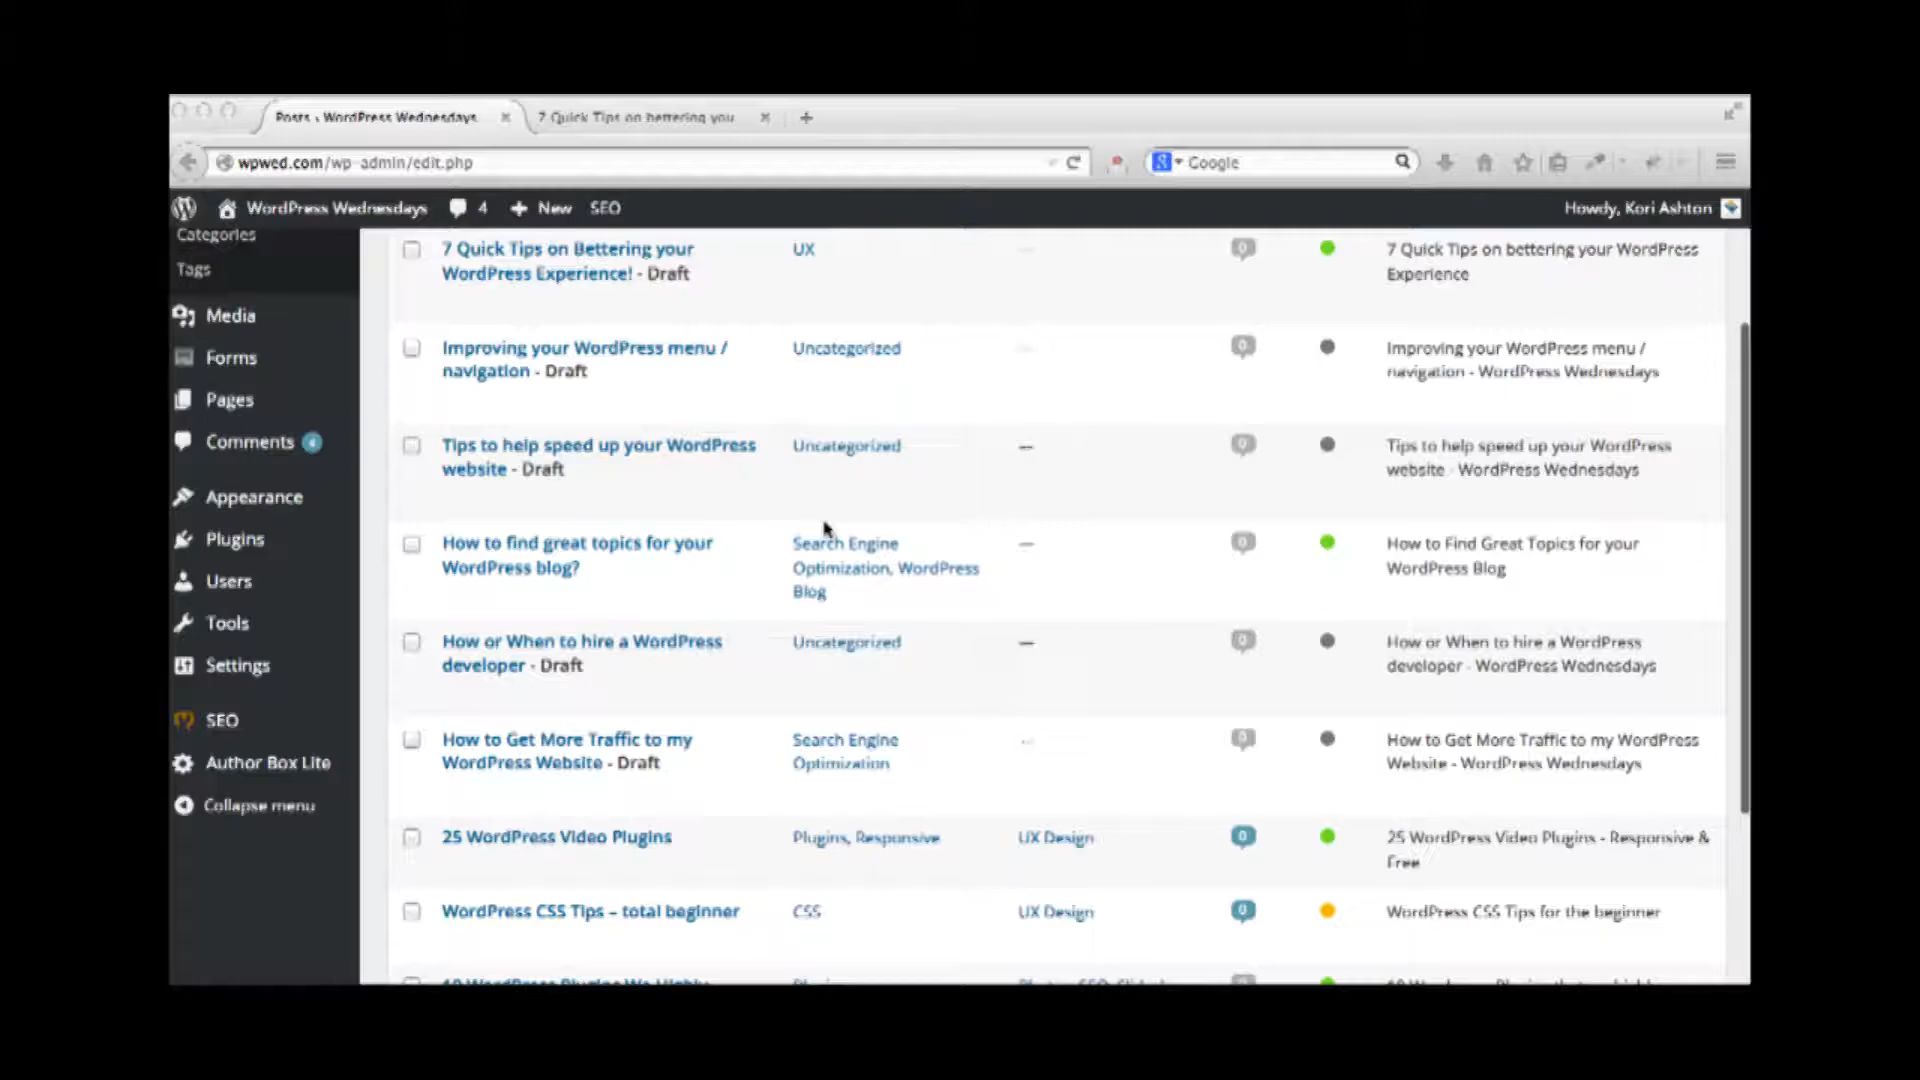 Posts ‹ WordPress Wednesdays
7 Quick Tips on bettering you
wpwed.com/wp-admin/edit.php
Google
WordPress Wednesdays
4
New
SEO
Howdy, Kori Ashton
Categories
Tags
Media
Forms
Pages
Comments 4
Appearance
Plugins
Users
Tools
Settings
SEO
Author Box Lite
Collapse menu
7 Quick Tips on Bettering your
WordPress Experience! - Draft
UX
—
0
7 Quick Tips on bettering your WordPress
Experience
Improving your WordPress menu /
navigation - Draft
Uncategorized
—
0
Improving your WordPress menu /
navigation - WordPress Wednesdays
Tips to help speed up your WordPress
website - Draft
Uncategorized
—
0
Tips to help speed up your WordPress
website - WordPress Wednesdays
How to find great topics for your
WordPress blog?
Search Engine
Optimization, WordPress
Blog
—
0
How to Find Great Topics for your
WordPress Blog
How or When to hire a WordPress
developer - Draft
Uncategorized
—
0
How or When to hire a WordPress
developer - WordPress Wednesdays
How to Get More Traffic to my
WordPress Website - Draft
Search Engine
Optimization
—
0
How to Get More Traffic to my WordPress
Website - WordPress Wednesdays
25 WordPress Video Plugins
Plugins, Responsive
UX Design
0
25 WordPress Video Plugins - Responsive &
Free
WordPress CSS Tips – total beginner
CSS
UX Design
0
WordPress CSS Tips for the beginner